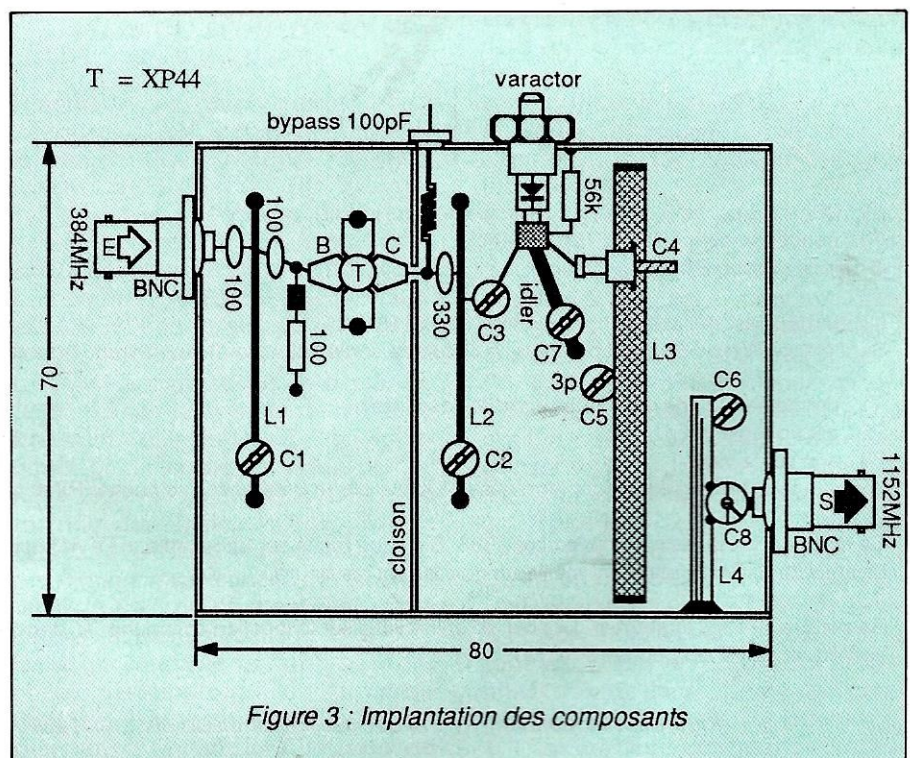 T = XP44
varactor
bypass 100pF
56k
100
384MHz
E
BNC
100
B
T
C
330
C3
idler
C4
C7
L3
100
3p
C5
C6
L1
L2
C1
C2
70
cloison
C8
S
1152MHz
BNC
L4
80
Figure 3 : Implantation des composants